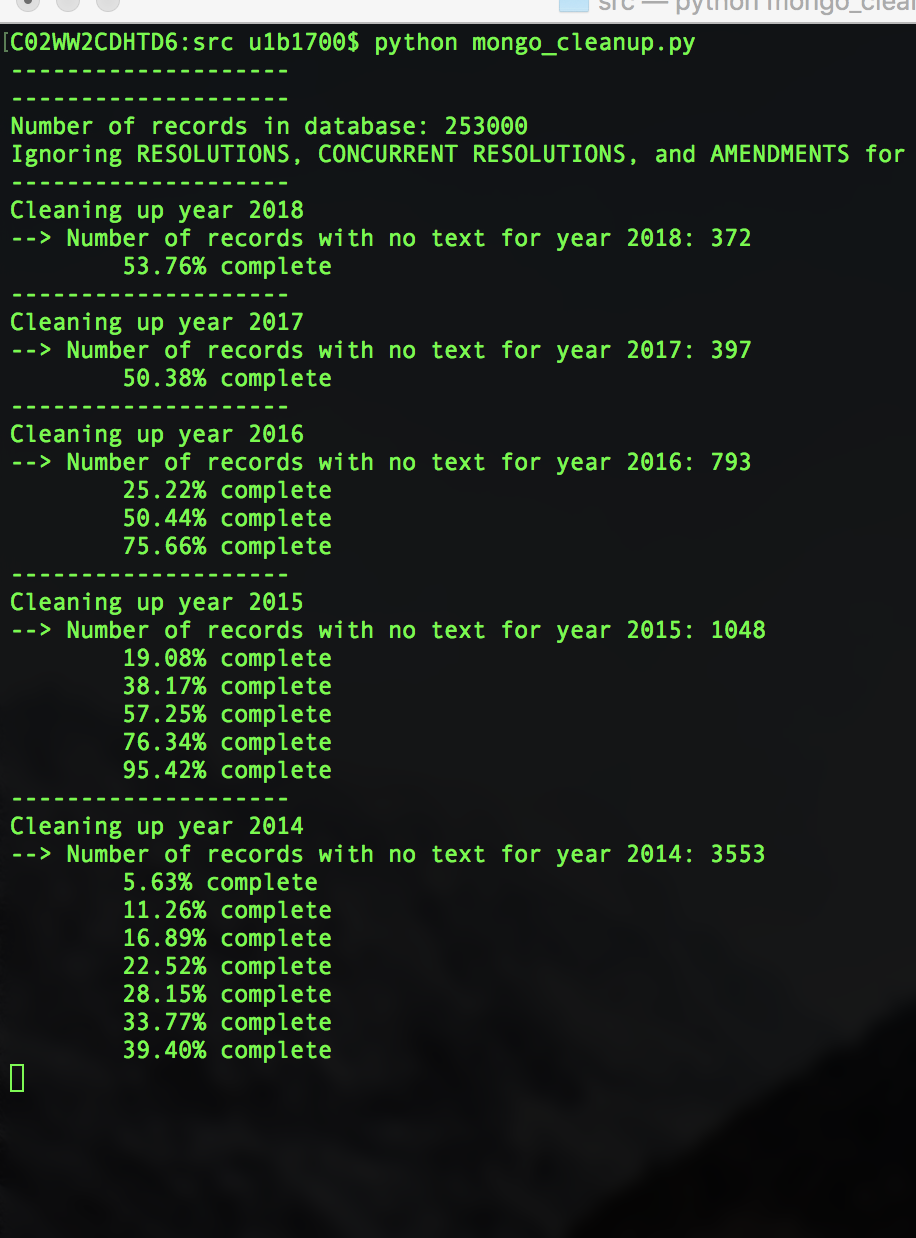 src — python mongo_clea
C02WW2CDHTD6:src u1b1700$ python mongo_cleanup.py
--------------------
--------------------
Number of records in database: 253000
Ignoring RESOLUTIONS, CONCURRENT RESOLUTIONS, and AMENDMENTS for
--------------------
Cleaning up year 2018
--> Number of records with no text for year 2018: 372
53.76% complete
--------------------
Cleaning up year 2017
--> Number of records with no text for year 2017: 397
50.38% complete
--------------------
Cleaning up year 2016
--> Number of records with no text for year 2016: 793
25.22% complete
50.44% complete
75.66% complete
--------------------
Cleaning up year 2015
--> Number of records with no text for year 2015: 1048
19.08% complete
38.17% complete
57.25% complete
76.34% complete
95.42% complete
--------------------
Cleaning up year 2014
--> Number of records with no text for year 2014: 3553
5.63% complete
11.26% complete
16.89% complete
22.52% complete
28.15% complete
33.77% complete
39.40% complete